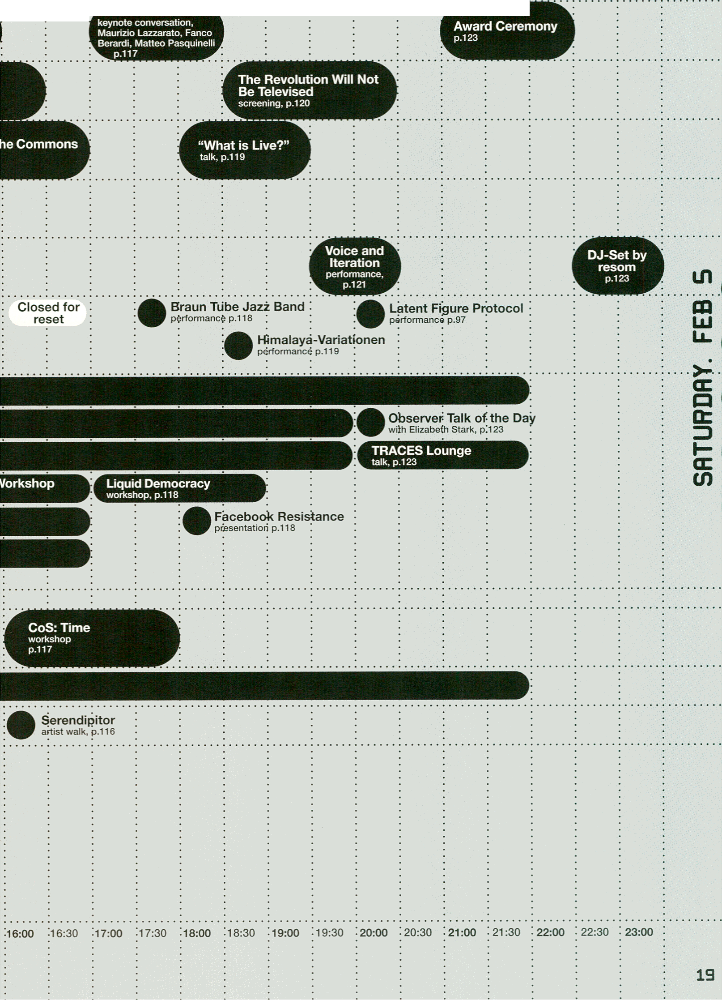 keynote conversation,
Maurizio Lazzarato, Fanco
Berardi, Matteo Pasquinelli
p.117
Award Ceremony
p.123
The Revolution Will Not
Be Televised
screening, p.120
he Commons
“What is Live?”
talk, p.119
Voice and
Iteration
performance,
p.121
DJ-Set by
resom
p.123
Closed for
reset
Braun Tube Jazz Band
performance p.118
Latent Figure Protocol
performance p.97
Himalaya-Variationen
performance p.119
Observer Talk of the Day
with Elizabeth Stark, p.123
TRACES Lounge
talk, p.123
Workshop
Liquid Democracy
workshop, p.118
Facebook Resistance
presentation p.118
CoS: Time
workshop
p.117
Serendipitor
artist walk, p.116
16:00 16:30 17:00 17:30 18:00 18:30 19:00 19:30 20:00 20:30 21:00 21:30 22:00 22:30 23:00
SATURDAY. FEB 5
19